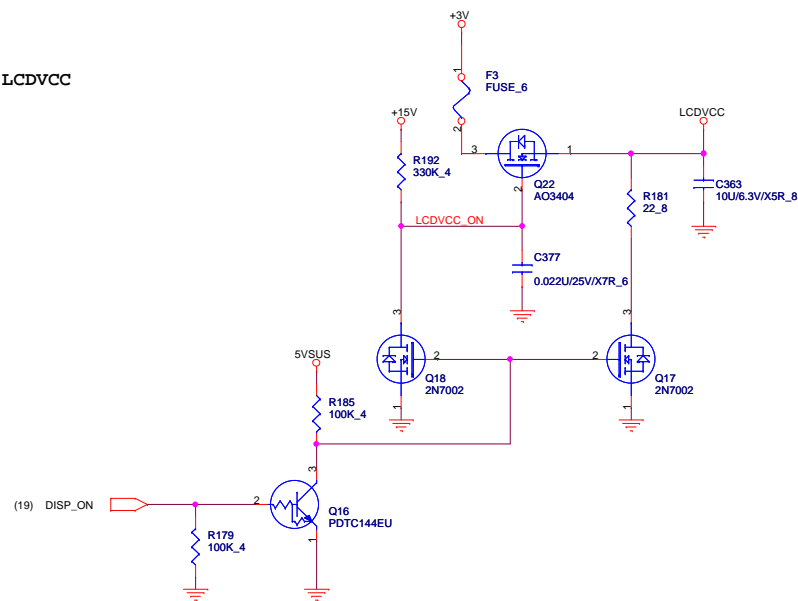 LCDVCC
+3V
1
F3
FUSE_6
2
+15V
LCDVCC
3
1
R192
330K_4
Q22
AO3404
2
C363
10U/6.3V/X5R_8
R181
22_8
LCDVCC_ON
C377
0.022U/25V/X7R_6
3
3
5VSUS
2
2
Q18
2N7002
Q17
2N7002
1
1
R185
100K_4
3
(19) DISP_ON
2
Q16
PDTC144EU
R179
100K_4
1